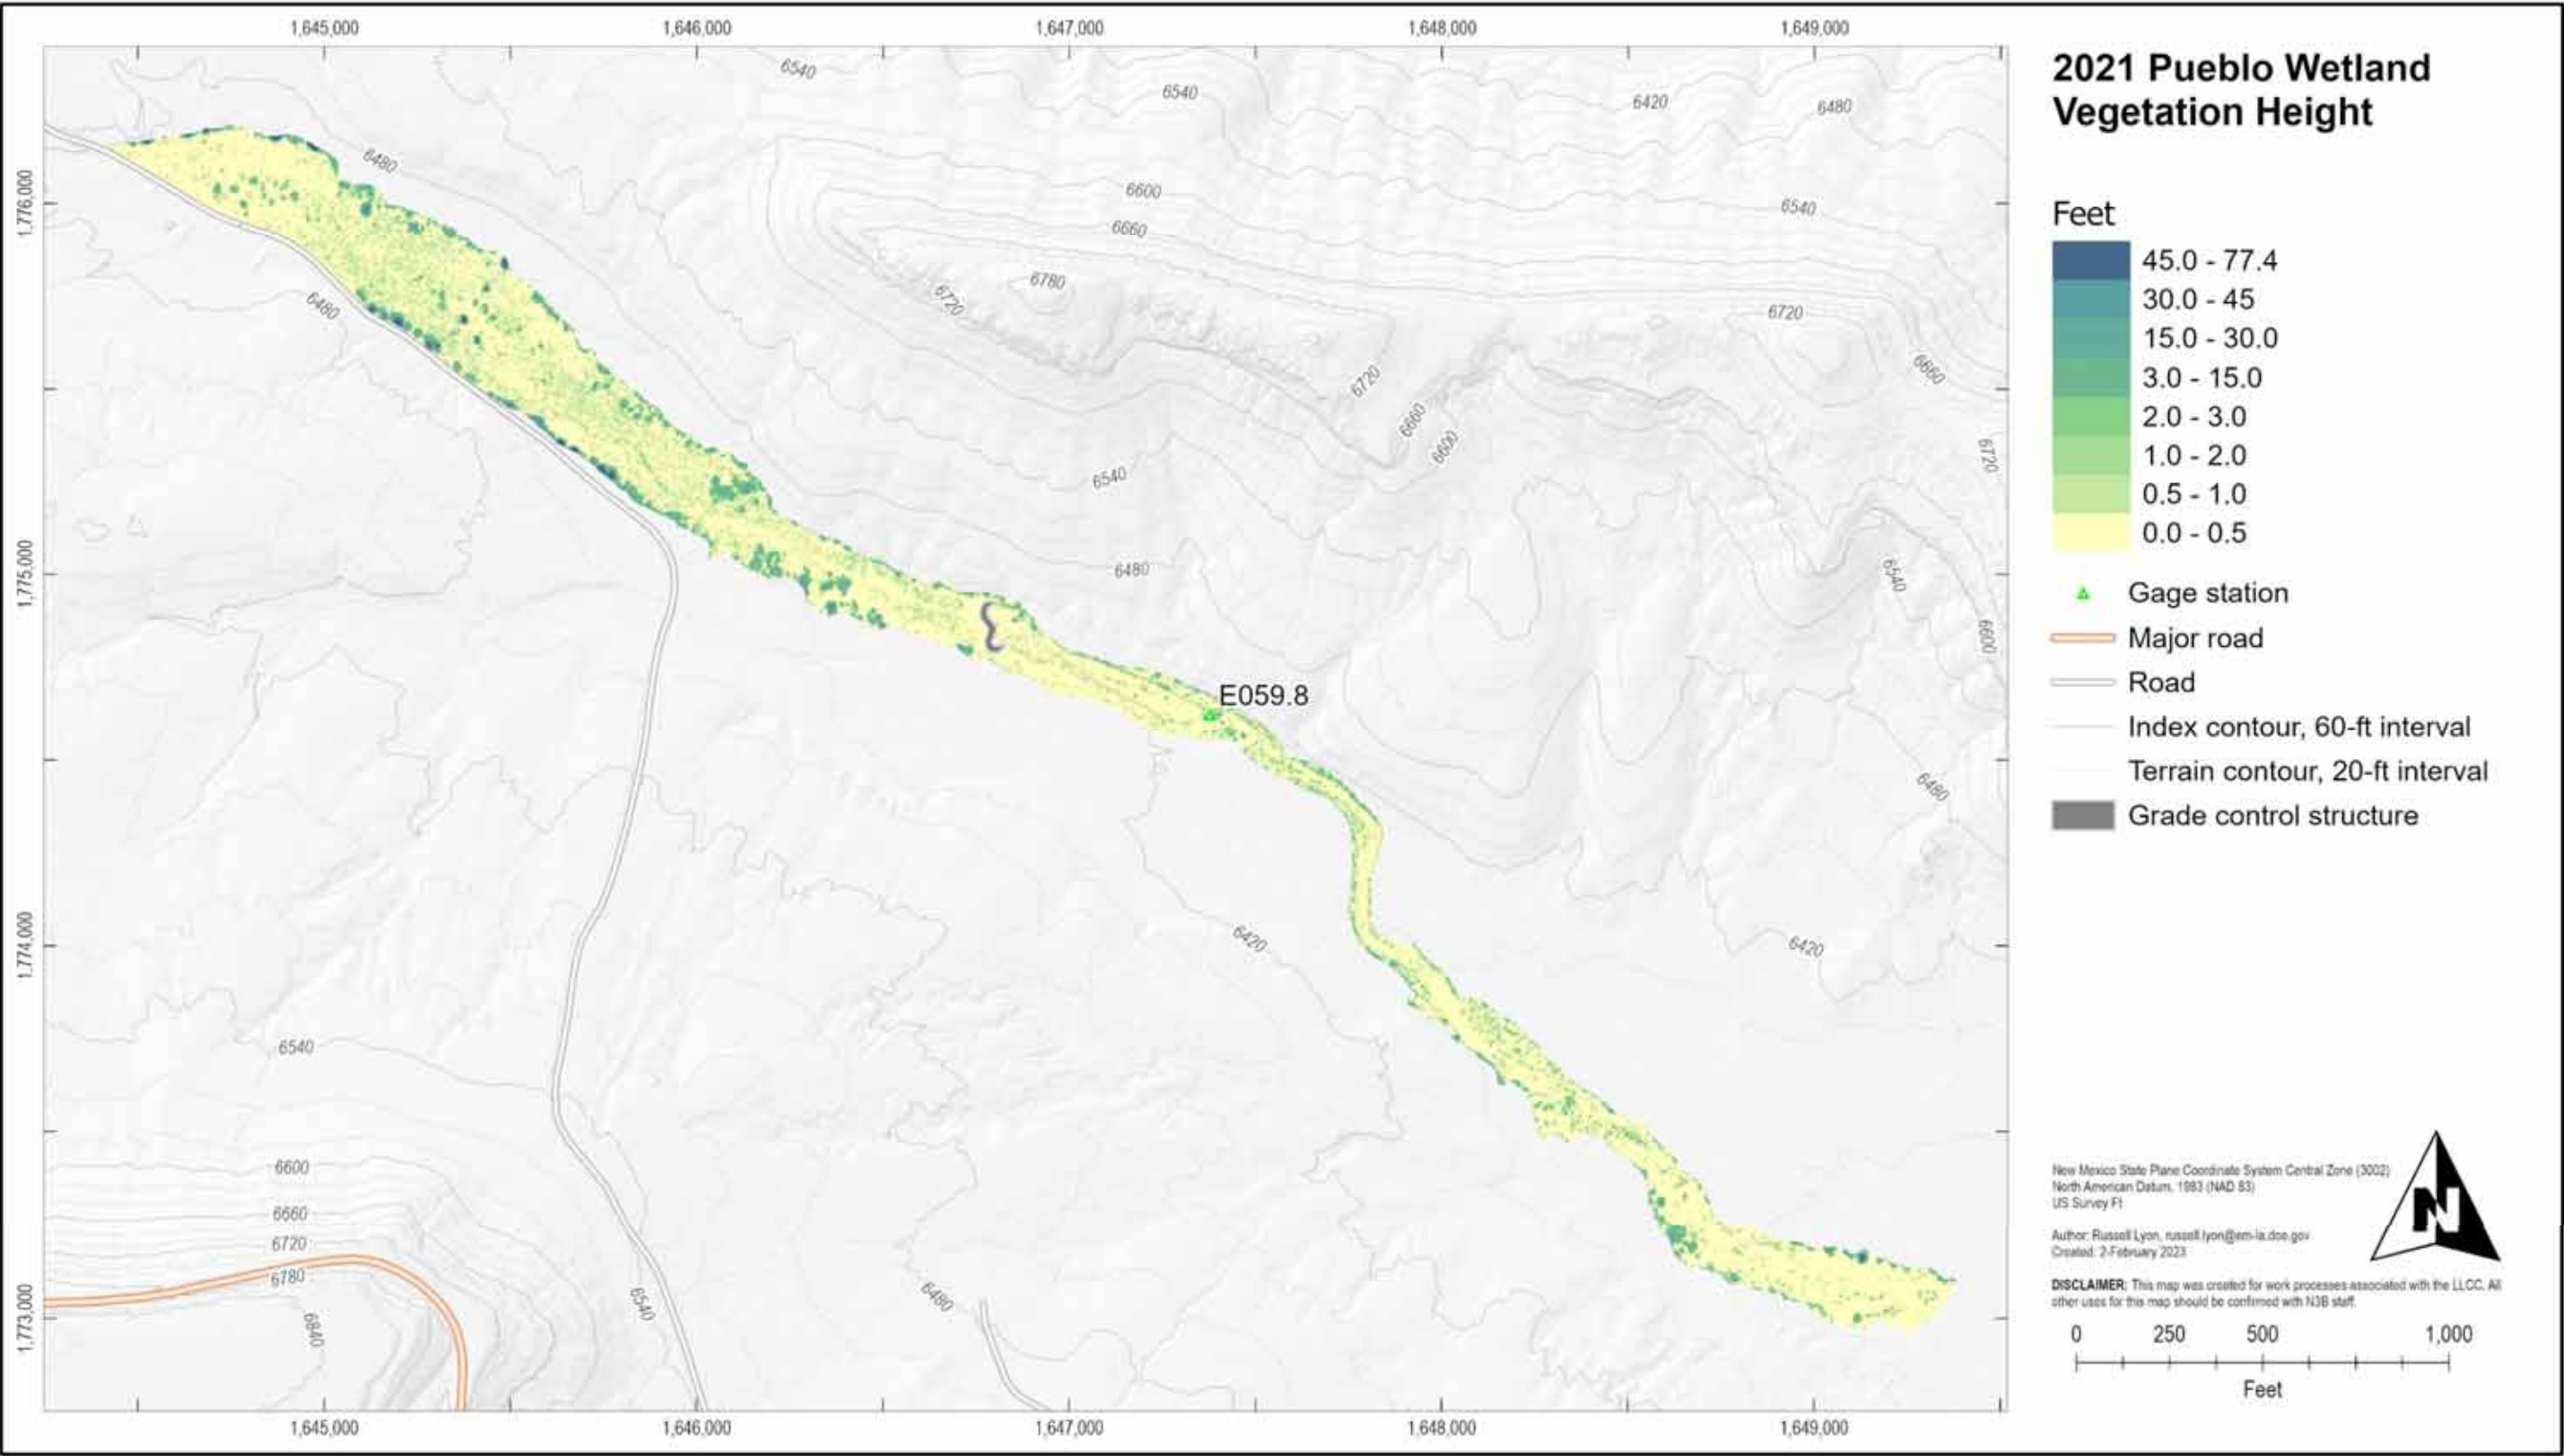 1,645,000 1,646,000 1,647,000 1,648,000 1,649,000
2021 Pueblo Wetland
Vegetation Height
Feet
45.0 - 77.4
30.0 - 45
15.0 - 30.0
3.0 - 15.0
2.0 - 3.0
1.0 - 2.0
0.5 - 1.0
0.0 - 0.5
Gage station
Major road
Road
Index contour, 60-ft interval
Terrain contour, 20-ft interval
Grade control structure
6540
6540
6420
6480
6480
6600
6540
6660
1,776,000
6780
6720
6480
6720
6720
6660
6660
6600
6720
6540
6480
6540
1,775,000
6600
E059.8
6480
6420
6420
1,774,000
6540
6600
6660
6720
6780
6840
6540
6480
1,773,000
1,645,000 1,646,000 1,647,000 1,648,000 1,649,000
New Mexico State Plane Coordinate System Central Zone (3002)
North American Datum, 1983 (NAD 83)
US Survey Ft
Author: Russell Lyon, russell.lyon@em-la.doe.gov
Created: 2-February 2023
DISCLAIMER: This map was created for work processes associated with the LLCC. All
other uses for this map should be confirmed with N3B staff.
N
0 250 500 1,000
Feet